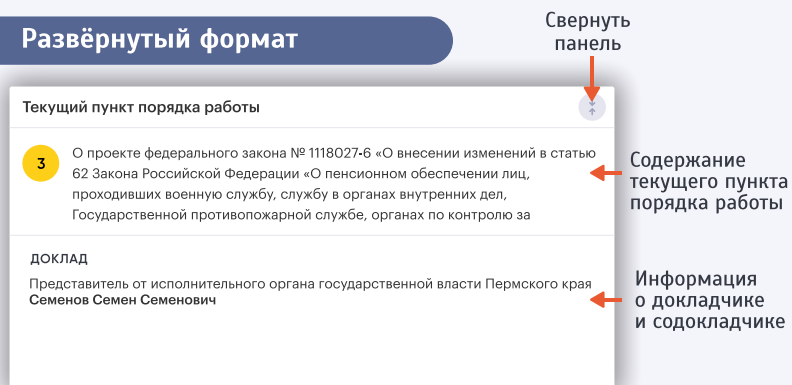 Развёрнутый формат
Свернуть
панель
Текущий пункт порядка работы
3
О проекте федерального закона № 1118027-6 «О внесении изменений в статью
62 Закона Российской Федерации «О пенсионном обеспечении лиц,
проходивших военную службу, службу в органах внутренних дел,
Государственной противопожарной службе, органах по контролю за
Содержание
текущего пункта
порядка работы
ДОКЛАД
Представитель от исполнительного органа государственной власти Пермского края
Семенов Семен Семенович
Информация
о докладчике
и содокладчике